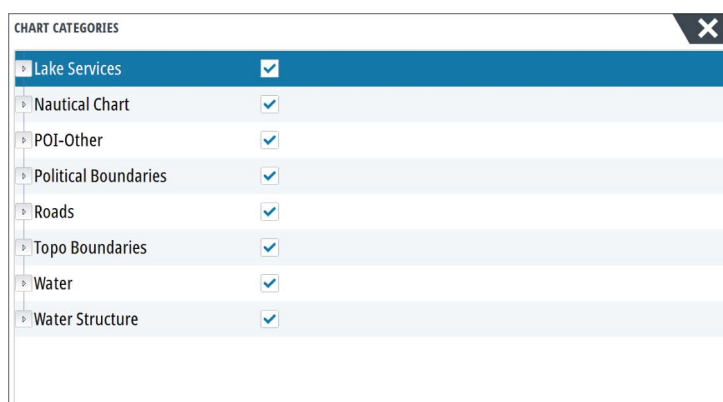 CHART CATEGORIES
Lake Services
Nautical Chart
POI-Other
Political Boundaries
Roads
Topo Boundaries
Water
Water Structure